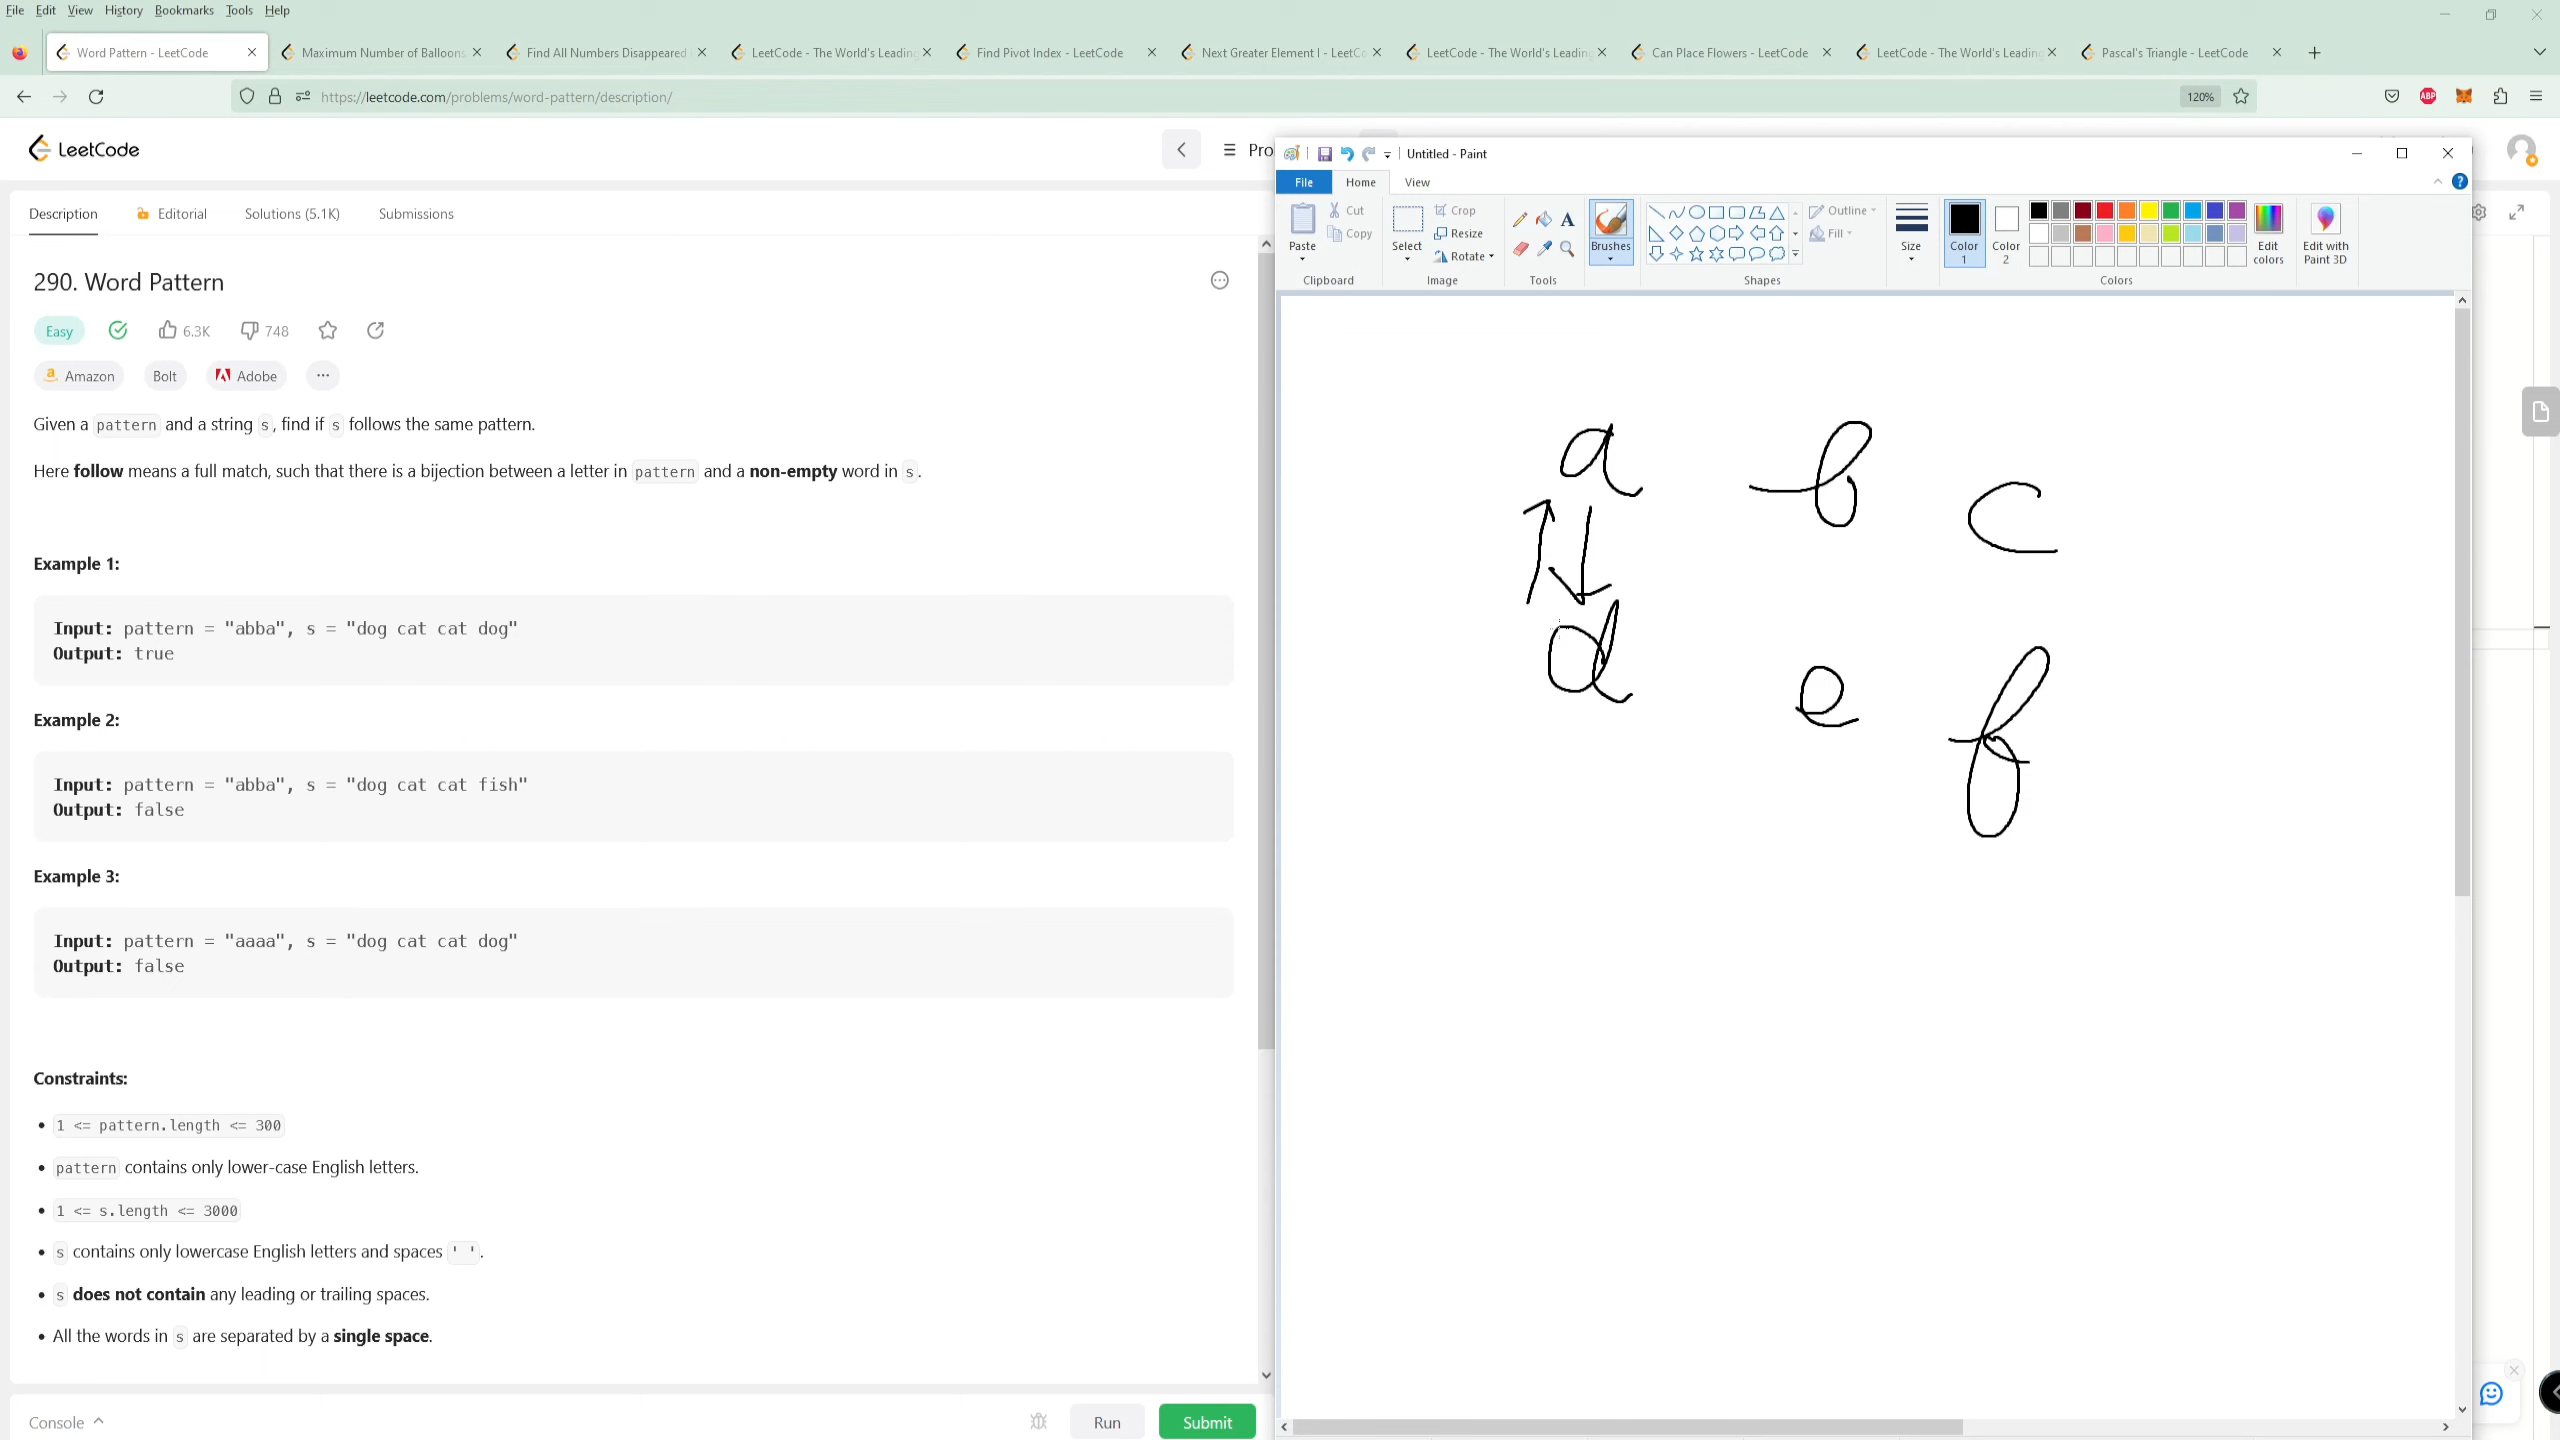 File Edit View History Bookmarks Tools Help
Word Pattern - LeetCode
Maximum Number of Balloons
Find All Numbers Disappeared
LeetCode - The World's Leading
Find Pivot Index - LeetCode
Next Greater Element I - LeetCo
LeetCode - The World's Leading
Can Place Flowers - LeetCode
LeetCode - The World's Leading
Pascal's Triangle - LeetCode
https://leetcode.com/problems/word-pattern/description/
120%
ABP
LeetCode
Pro
Description Editorial Solutions (5.1K) Submissions
290. Word Pattern
Easy 6.3K 748
Amazon Bolt Adobe ...
Given a pattern and a string s, find if s follows the same pattern.
Here follow means a full match, such that there is a bijection between a letter in pattern and a non-empty word in s.
Example 1:
Input: pattern = "abba", s = "dog cat cat dog"
Output: true
Example 2:
Input: pattern = "abba", s = "dog cat cat fish"
Output: false
Example 3:
Input: pattern = "aaaa", s = "dog cat cat dog"
Output: false
Constraints:
• 1 <= pattern.length <= 300
• pattern contains only lower-case English letters.
• 1 <= s.length <= 3000
• s contains only lowercase English letters and spaces ' '.
• s does not contain any leading or trailing spaces.
• All the words in s are separated by a single space.
Console
Run
Submit
Untitled - Paint
File Home View
Paste
Cut
Copy
Clipboard
Select
Crop
Resize
Rotate
Image
A
Tools
Brushes
Outline
Fill
Shapes
Size
Color 1
Color 2
Edit colors
Colors
Edit with Paint 3D
?
a b c
d e f